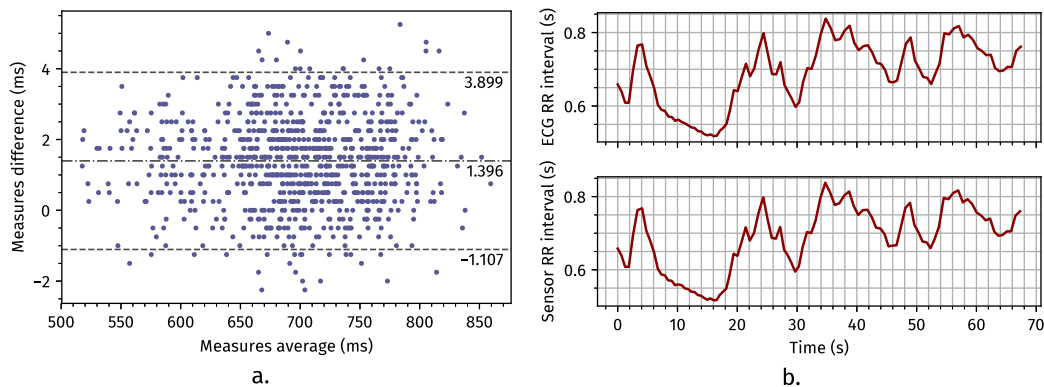 Measures difference (ms)
4
2
0
−2
3.899
1.396
−1.107
500 550 600 650 700 750 800 850
Measures average (ms)
a.
ECG RR interval (s)
0.8
0.6
Sensor RR interval (s)
0.8
0.6
0 10 20 30 40 50 60 70
Time (s)
b.